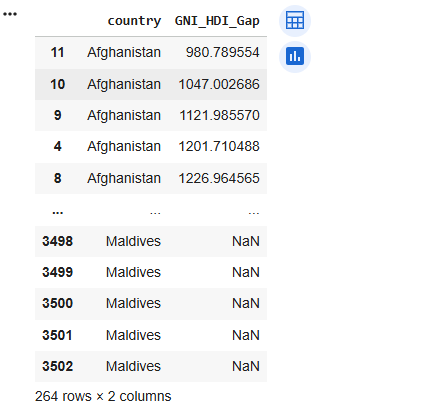 ...
country GNI_HDI_Gap
11 Afghanistan 980.789554
10 Afghanistan 1047.002686
9 Afghanistan 1121.985570
4 Afghanistan 1201.710488
8 Afghanistan 1226.964565
... ... ...
3498 Maldives NaN
3499 Maldives NaN
3500 Maldives NaN
3501 Maldives NaN
3502 Maldives NaN
264 rows × 2 columns